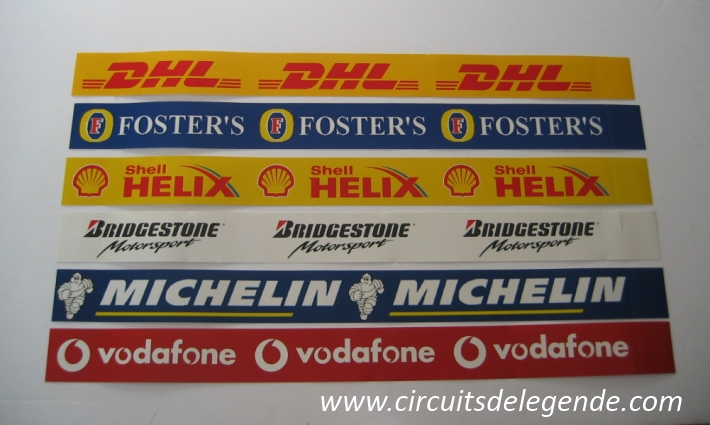 DHL DHL DHL
F FOSTER'S F FOSTER'S F FOSTER'S
Shell HELIX Shell HELIX Shell HELIX
BRIDGESTONE Motorsport BRIDGESTONE Motorsport BRIDGESTONE Motorsport
MICHELIN MICHELIN
vodafone vodafone vodafone
www.circuitsdelegende.com